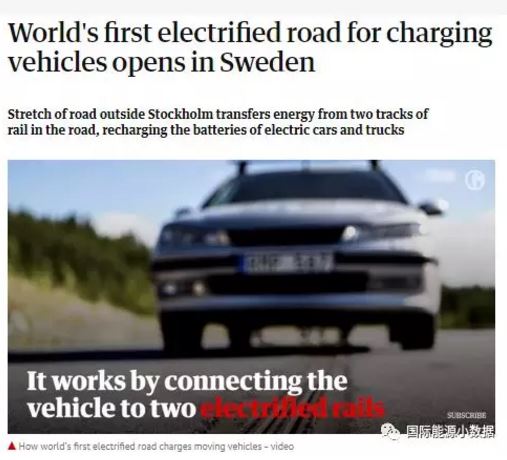 World's first electrified road for charging
vehicles opens in Sweden
Stretch of road outside Stockholm transfers energy from two tracks of
rail in the road, recharging the batteries of electric cars and trucks
It works by connecting the
vehicle to two electrified rails
SUBSCRIBE
国际能源小数据
How world's first electrified road charges moving vehicles – video